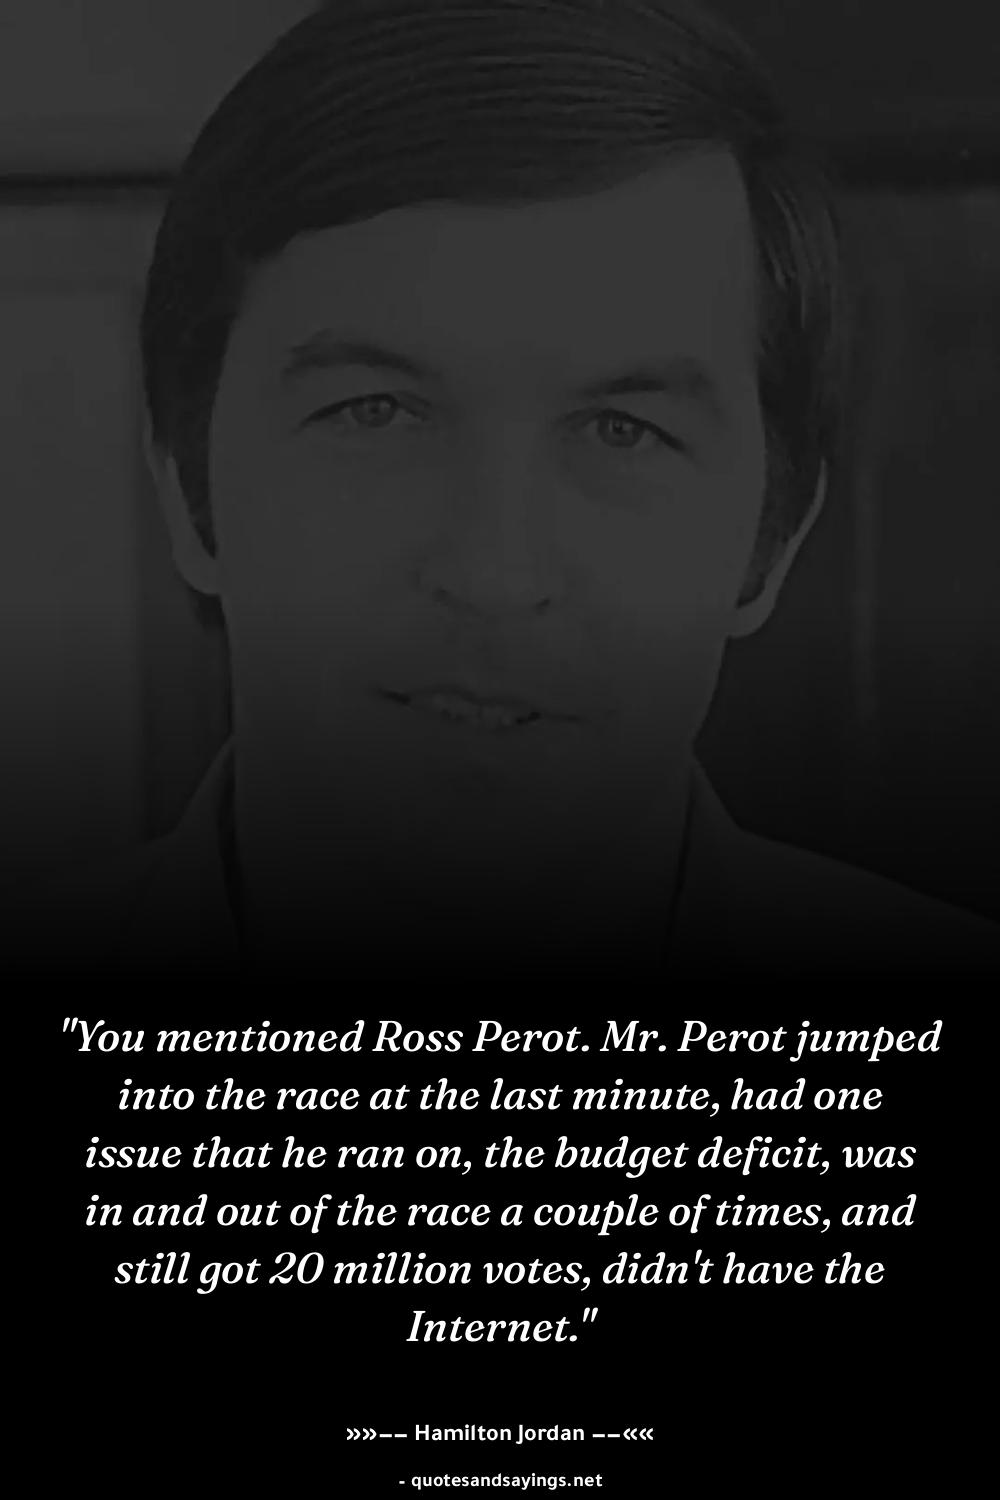 "You mentioned Ross Perot. Mr. Perot jumped
into the race at the last minute, had one
issue that he ran on, the budget deficit, was
in and out of the race a couple of times, and
still got 20 million votes, didn't have the
Internet."
»»–– Hamilton Jordan ––««
- quotesandsayings.net